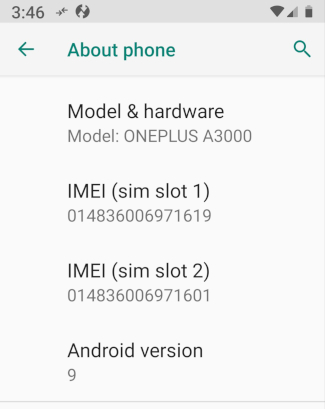 3:46
About phone
Model & hardware
Model: ONEPLUS A3000
IMEI (sim slot 1)
014836006971619
IMEI (sim slot 2)
014836006971601
Android version
9